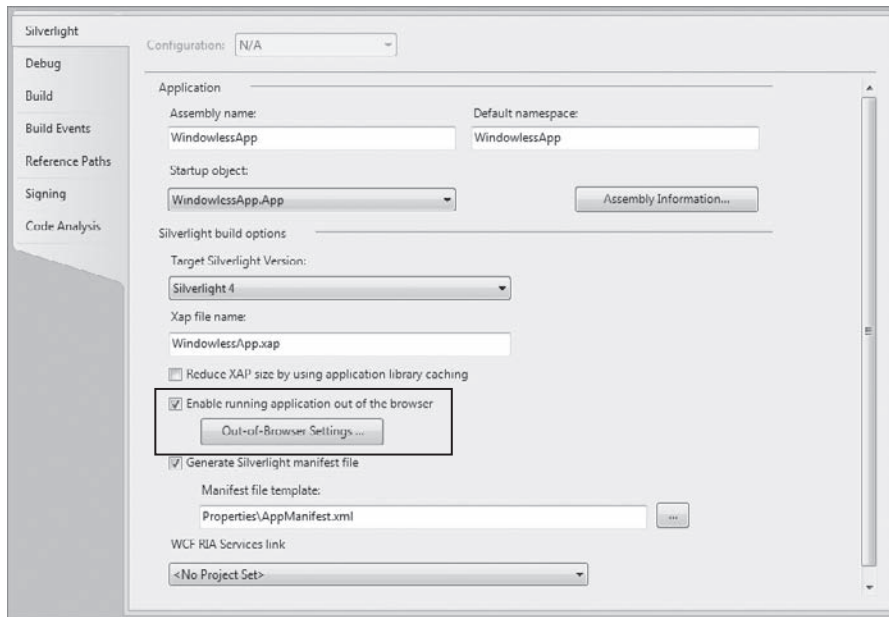 Silverlight
Debug
Build
Build Events
Reference Paths
Signing
Code Analysis
Configuration: N/A
Application
Assembly name:
Default namespace:
WindowlessApp
WindowlessApp
Startup object:
WindowlessApp.App
Assembly Information...
Silverlight build options
Target Silverlight Version:
Silverlight 4
Xap file name:
WindowlessApp.xap
Reduce XAP size by using application library caching
Enable running application out of the browser
Out-of-Browser Settings ...
Generate Silverlight manifest file
Manifest file template:
Properties\AppManifest.xml
...
WCF RIA Services link
<No Project Set>